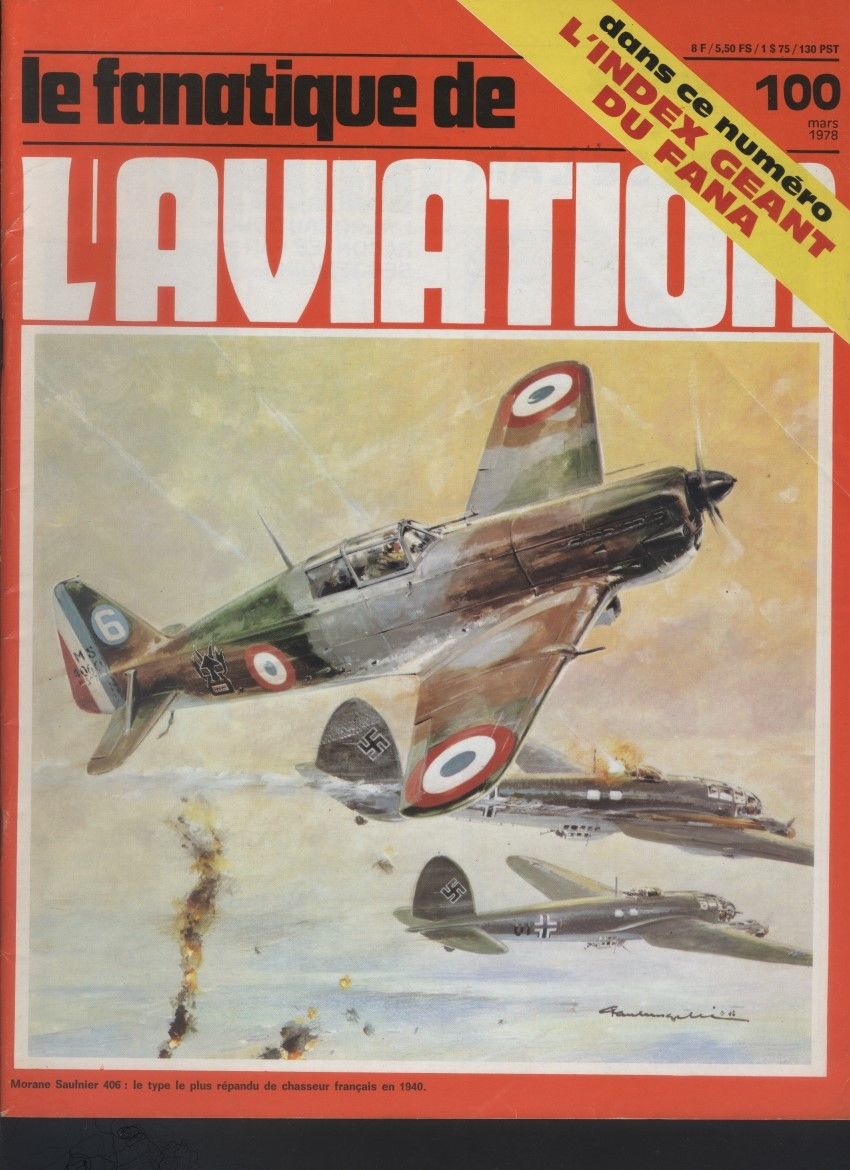 8 F / 5,50 FS / 1 $ 75 / 130 PST
le fanatique de
100
mars
1978
L'AVIATION
dans ce numéro
L'INDEX GEANT
DU FANA
6
Morane Saulnier 406 : le type le plus répandu de chasseur français en 1940.